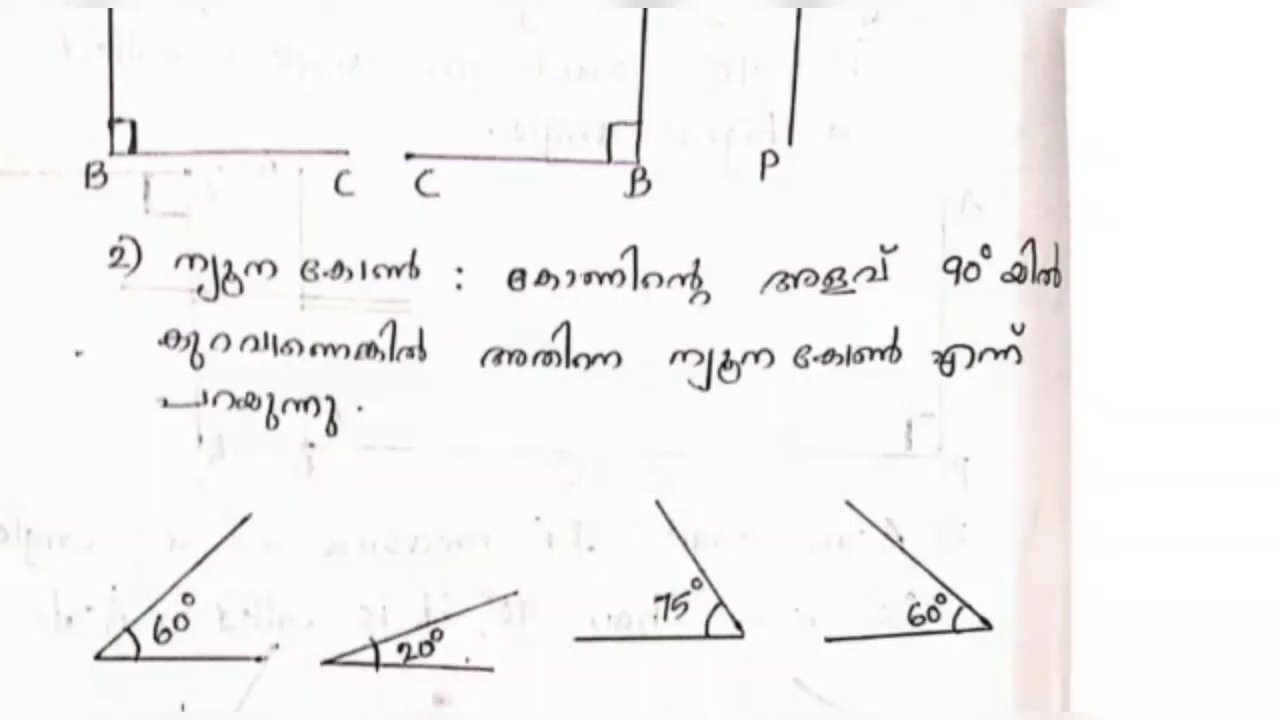 B C C B P
2) ന്യൂന കോൺ : കോണിന്റെ അളവ് 90° യിൽ
കുറവാണെങ്കിൽ അതിനെ ന്യൂന കോൺ എന്ന്
പറയുന്നു.
60° 20° 75° 60°